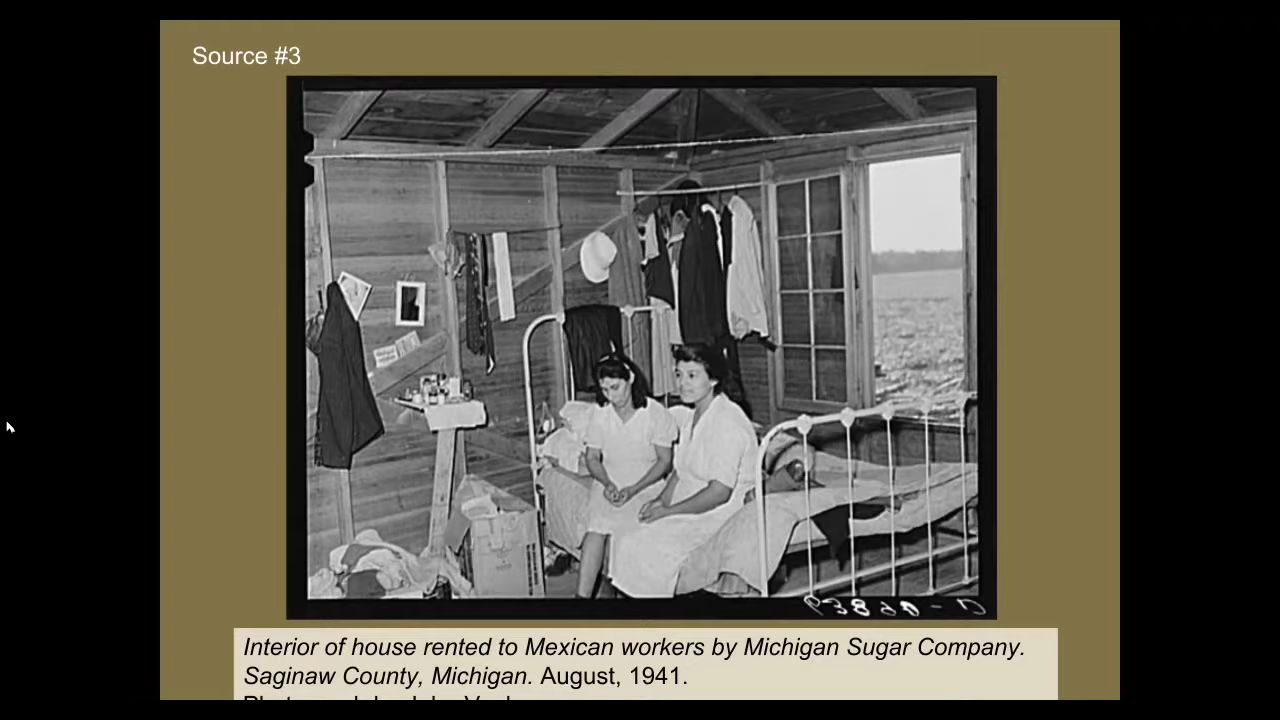 Source #3
Interior of house rented to Mexican workers by Michigan Sugar Company.
Saginaw County, Michigan. August, 1941.